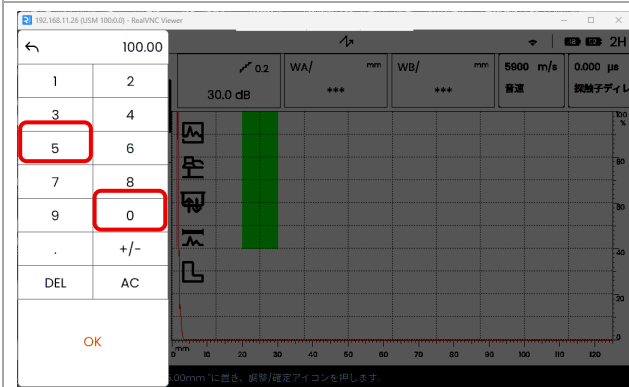 192.168.11.26 (USM 100:0.0) - RealVNC Viewer
100.00
1 2
3 4
5 6
7 8
9 0
. +/-
DEL AC
OK
2H
0.2
30.0 dB
WA/ mm
***
WB/ mm
***
5900 m/s
音速
0.000 µs
探触子ディレ
100
%
80
60
40
20
0
mm
0 10 20 30 40 50 60 70 80 90 100 110 120
5.00mm "に置き、調整/確定アイコンを押します。